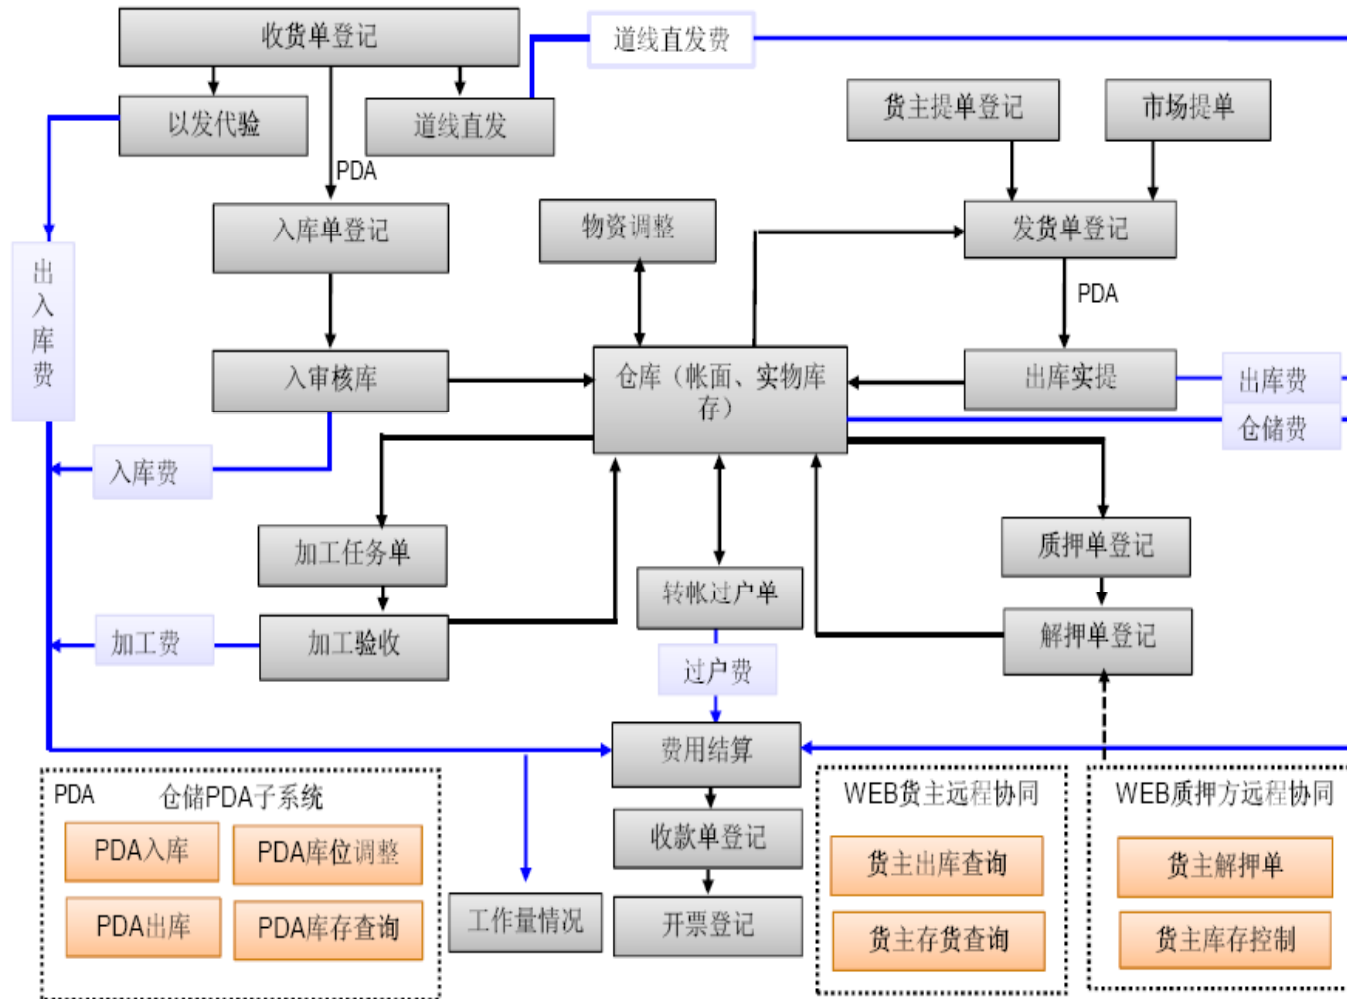 收货单登记
道线直发费
以发代验
道线直发
货主提单登记
市场提单
PDA
入库单登记
物资调整
发货单登记
出
入
库
费
PDA
入审核库
仓库（帐面、实物库
存）
出库实提
出库费
仓储费
入库费
加工任务单
转帐过户单
质押单登记
加工费
加工验收
过户费
解押单登记
费用结算
PDA
仓储PDA子系统
WEB货主远程协同
WEB质押方远程协同
PDA入库
PDA库位调整
收款单登记
货主出库查询
货主解押单
PDA出库
PDA库存查询
工作量情况
开票登记
货主存货查询
货主库存控制